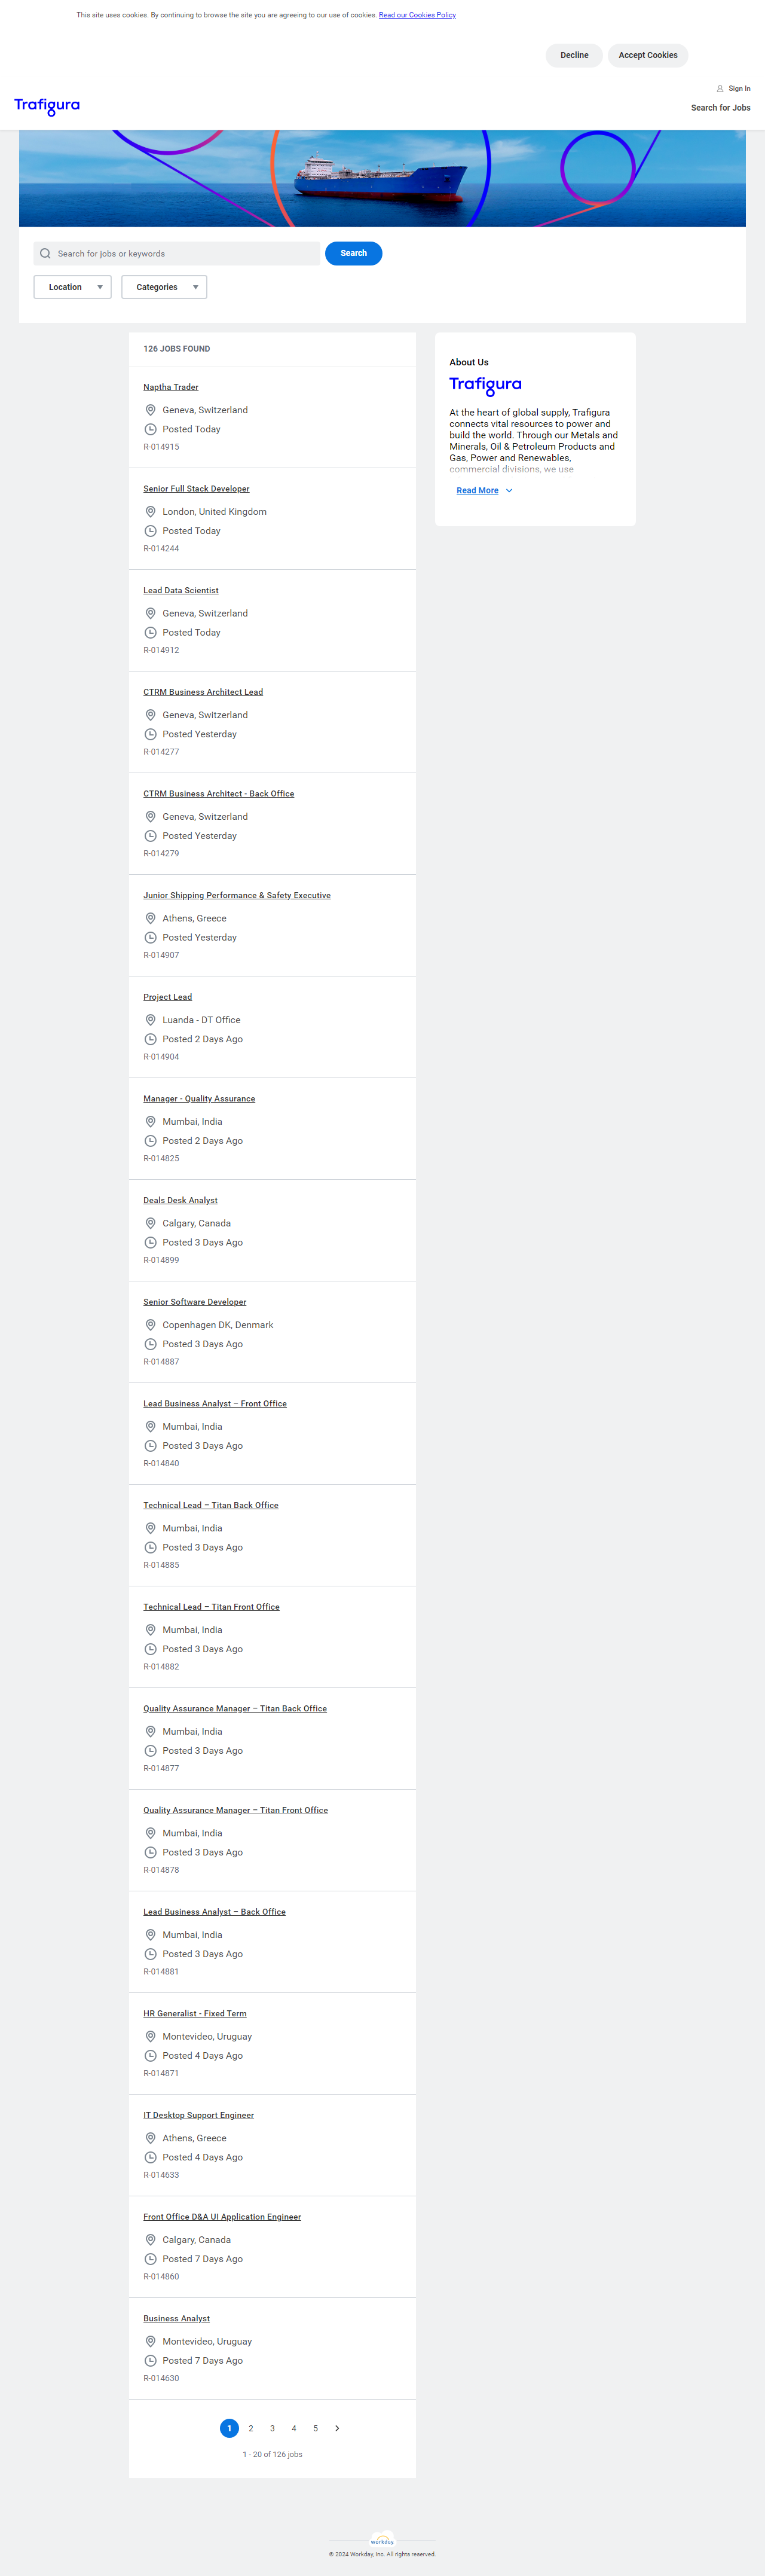 This site uses cookies. By continuing to browse the site you are agreeing to our use of cookies. Read our Cookies Policy
Decline
Accept Cookies
Sign In
Trafigura
Search for Jobs
Search for jobs or keywords
Search
Location
Categories
126 JOBS FOUND
Naptha Trader
Geneva, Switzerland
Posted Today
R-014915
Senior Full Stack Developer
London, United Kingdom
Posted Today
R-014244
Lead Data Scientist
Geneva, Switzerland
Posted Today
R-014912
CTRM Business Architect Lead
Geneva, Switzerland
Posted Yesterday
R-014277
CTRM Business Architect - Back Office
Geneva, Switzerland
Posted Yesterday
R-014279
Junior Shipping Performance & Safety Executive
Athens, Greece
Posted Yesterday
R-014907
Project Lead
Luanda - DT Office
Posted 2 Days Ago
R-014904
Manager - Quality Assurance
Mumbai, India
Posted 2 Days Ago
R-014825
Deals Desk Analyst
Calgary, Canada
Posted 3 Days Ago
R-014899
Senior Software Developer
Copenhagen DK, Denmark
Posted 3 Days Ago
R-014887
Lead Business Analyst – Front Office
Mumbai, India
Posted 3 Days Ago
R-014840
Technical Lead – Titan Back Office
Mumbai, India
Posted 3 Days Ago
R-014885
Technical Lead – Titan Front Office
Mumbai, India
Posted 3 Days Ago
R-014882
Quality Assurance Manager – Titan Back Office
Mumbai, India
Posted 3 Days Ago
R-014877
Quality Assurance Manager – Titan Front Office
Mumbai, India
Posted 3 Days Ago
R-014878
Lead Business Analyst – Back Office
Mumbai, India
Posted 3 Days Ago
R-014881
HR Generalist - Fixed Term
Montevideo, Uruguay
Posted 4 Days Ago
R-014871
IT Desktop Support Engineer
Athens, Greece
Posted 4 Days Ago
R-014633
Front Office D&A UI Application Engineer
Calgary, Canada
Posted 7 Days Ago
R-014860
Business Analyst
Montevideo, Uruguay
Posted 7 Days Ago
R-014630
1 2 3 4 5
1 - 20 of 126 jobs
About Us
Trafigura
At the heart of global supply, Trafigura
connects vital resources to power and
build the world. Through our Metals and
Minerals, Oil & Petroleum Products and
Gas, Power and Renewables,
commercial divisions, we use
Read More
workday
© 2024 Workday, Inc. All rights reserved.